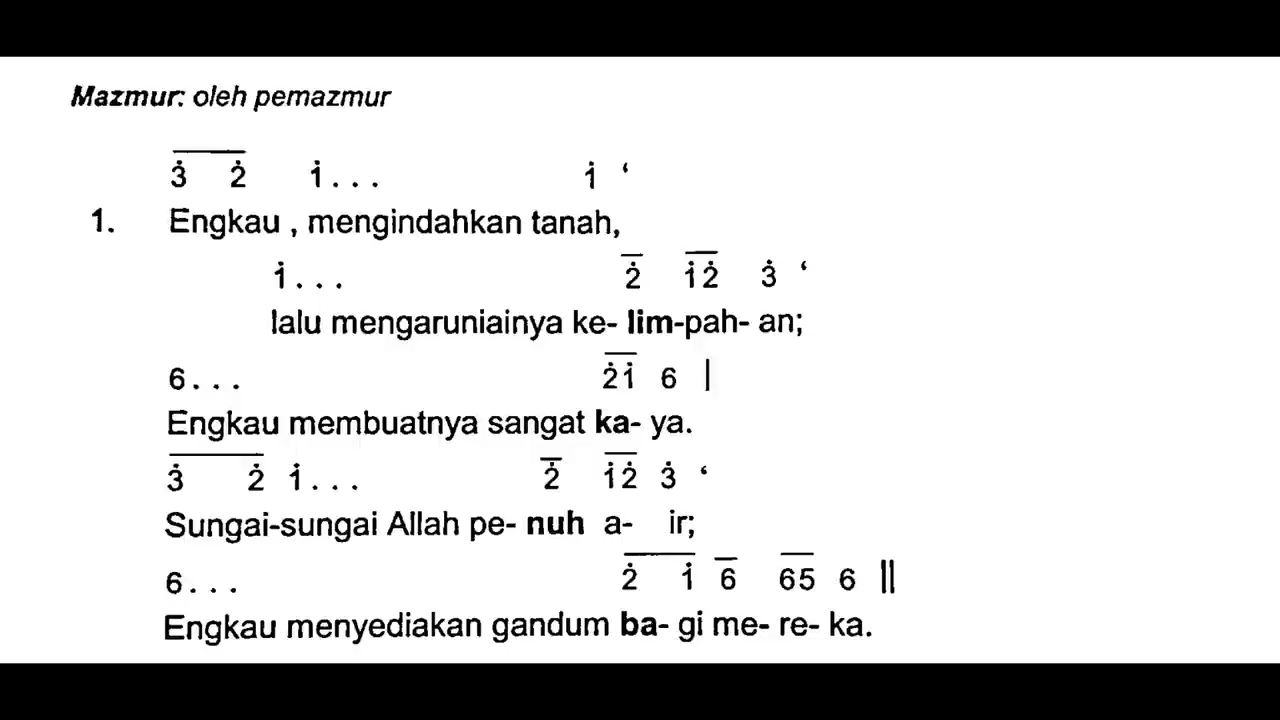 Mazmur: oleh pemazmur
3̇ 2̇ 1̇ . . . 1̇ ‘
1. Engkau , mengindahkan tanah,
1̇ . . . 2̇ 1̇2̇ 3̇ ‘
lalu mengaruniainya ke- lim-pah- an;
6 . . . 2̇1̇ 6 |
Engkau membuatnya sangat ka- ya.
3̇ 2̇ 1̇ . . . 2̇ 1̇2̇ 3̇ ‘
Sungai-sungai Allah pe- nuh a- ir;
6 . . . 2̇ 1̇ 6 65 6 ||
Engkau menyediakan gandum ba- gi me- re- ka.